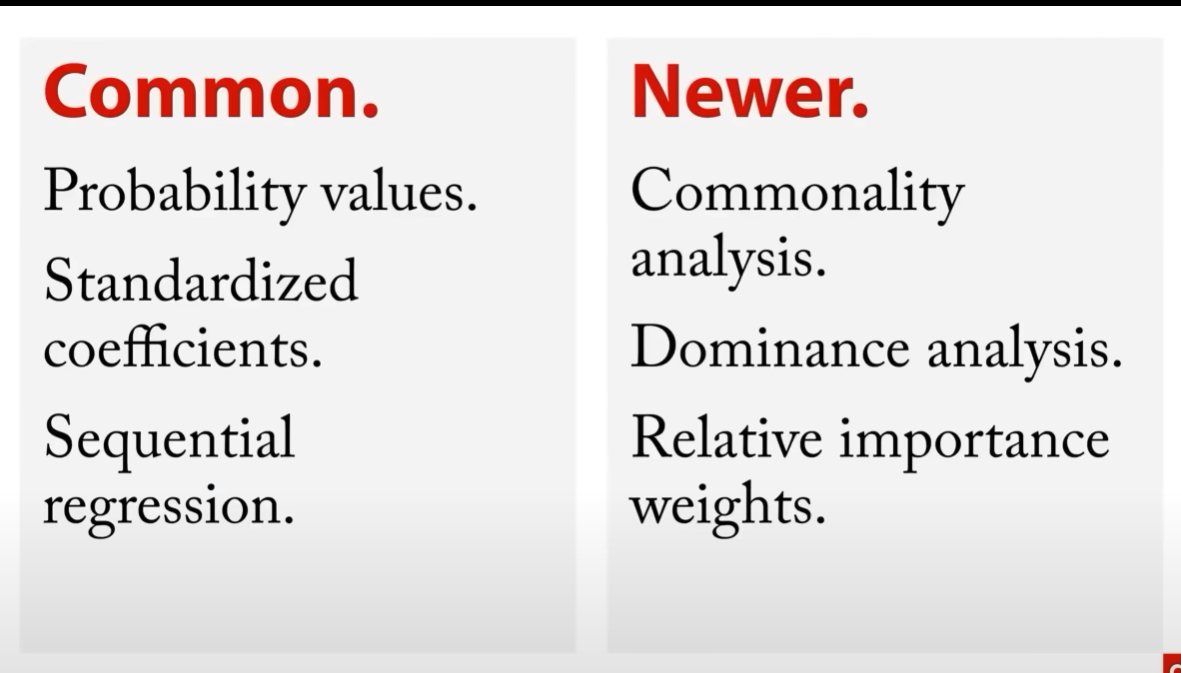 Common.
Probability values.
Standardized
coefficients.
Sequential
regression.
Newer.
Commonality
analysis.
Dominance analysis.
Relative importance
weights.